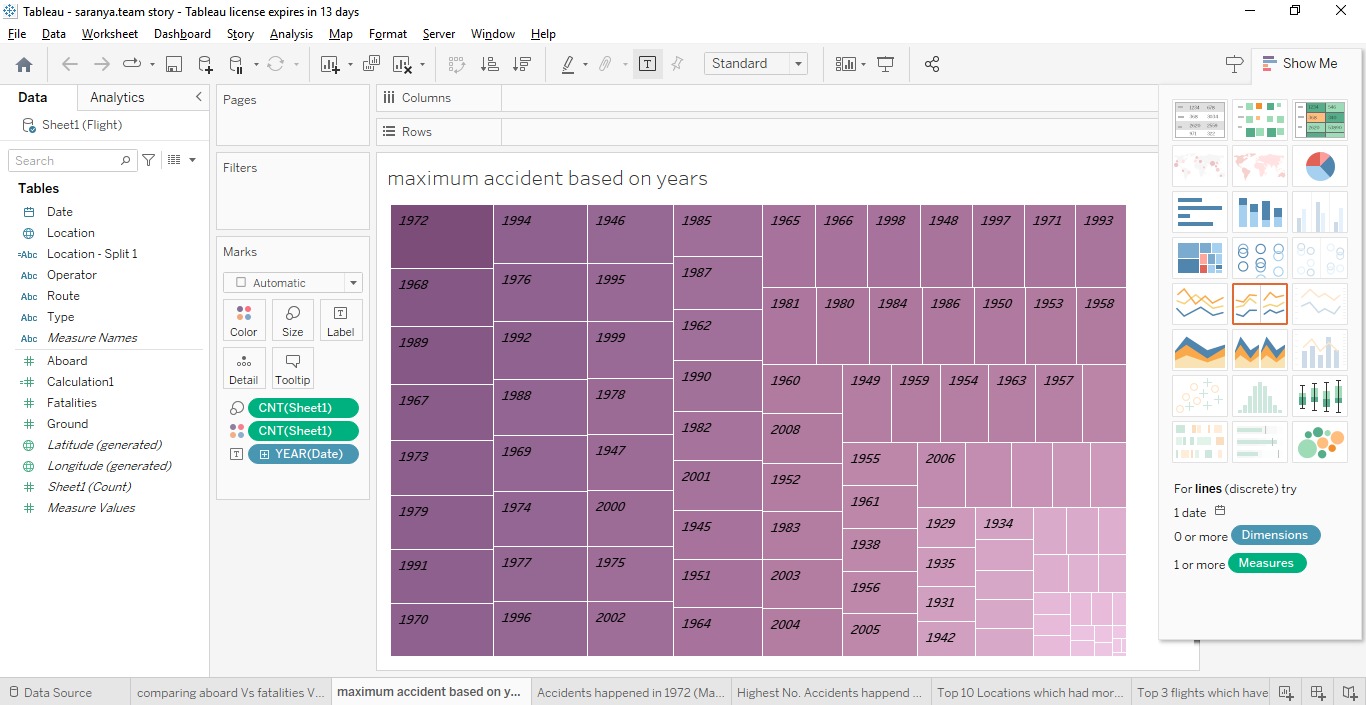 Tableau - saranya.team story - Tableau license expires in 13 days
File Data Worksheet Dashboard Story Analysis Map Format Server Window Help
Standard
Show Me
Data Analytics
Sheet1 (Flight)
Search
Tables
Date
Location
=Abc Location - Split 1
Abc Operator
Abc Route
Abc Type
Abc Measure Names
Aboard
Calculation1
Fatalities
Ground
Latitude (generated)
Longitude (generated)
Sheet1 (Count)
Measure Values
Pages
Filters
Marks
Automatic
Color Size Label
Detail Tooltip
CNT(Sheet1)
CNT(Sheet1)
YEAR(Date)
Columns
Rows
maximum accident based on years
1972
1968
1989
1967
1973
1979
1991
1970
1994
1976
1992
1988
1969
1974
1977
1996
1946
1995
1999
1978
1947
2000
1975
2002
1985
1987
1962
1990
1982
2001
1945
1951
1964
1965 1966 1998 1948 1997 1971 1993
1981 1980 1984 1986 1950 1953 1958
1960
2008
1952
1983
2003
2004
1949 1959 1954 1963 1957
1955
1961
1938
1956
2005
2006
1929 1934
1935
1931
1942
For lines (discrete) try
1 date
0 or more Dimensions
1 or more Measures
Data Source
comparing aboard Vs fatalities V...
maximum accident based on y...
Accidents happened in 1972 (Ma...
Highest No. Accidents happend ...
Top 10 Locations which had mor...
Top 3 flights which have